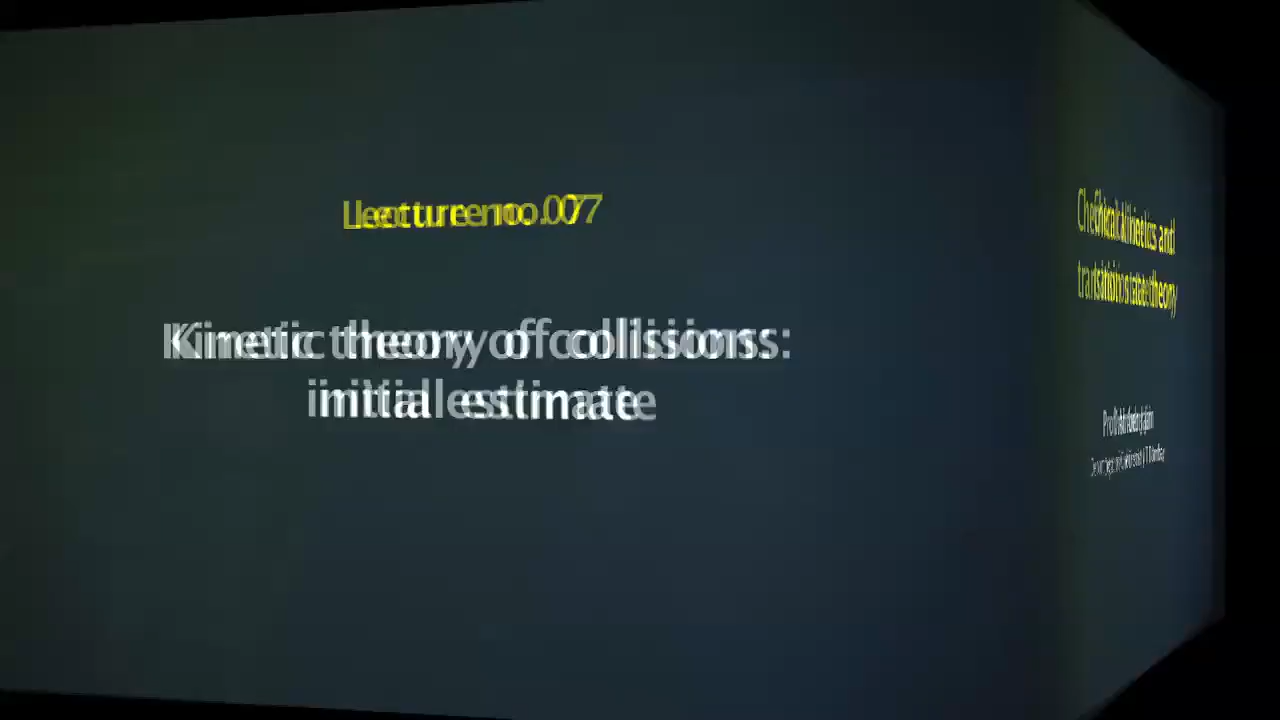 Lecture no. 07
Kinetic theory of collisions:
initial estimate
Chemical kinetics and
transition state theory